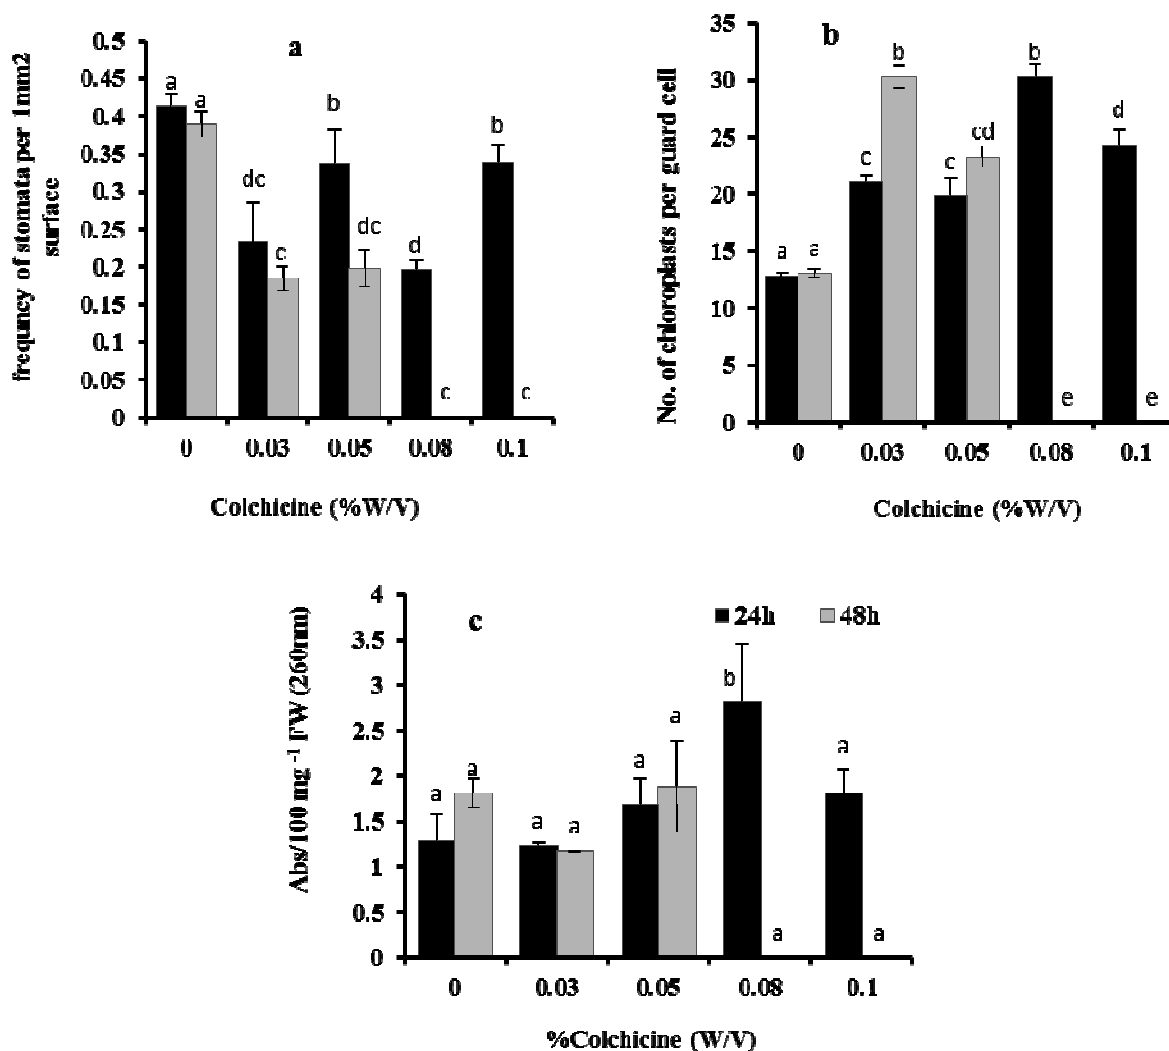 a
frequncy of stomata per 1mm2
surface
0.5
0.45
0.4
0.35
0.3
0.25
0.2
0.15
0.1
0.05
0
a a dc c b dc d c b c
0 0.03 0.05 0.08 0.1
Colchicine (%W/V)
b
No. of chloroplasts per guard cell
35
30
25
20
15
10
5
0
a a c b c cd b e d e
0 0.03 0.05 0.08 0.1
Colchicine (%W/V)
c
24h 48h
Abs/100 mg -1 FW (260nm)
4
3.5
3
2.5
2
1.5
1
0.5
0
a a a a a a b a a a
0 0.03 0.05 0.08 0.1
%Colchicine (W/V)